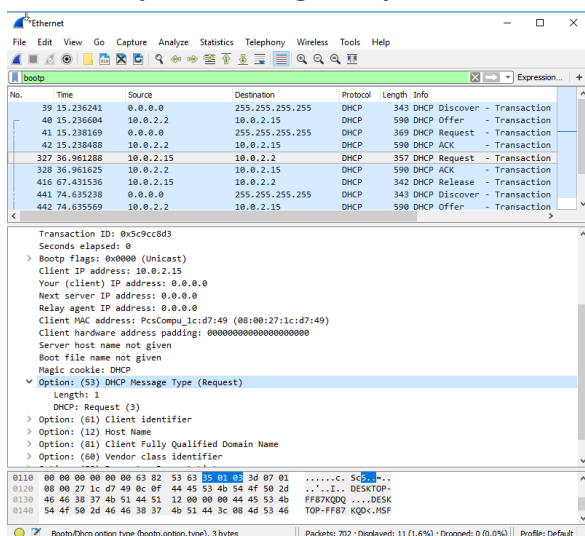 Ethernet
File Edit View Go Capture Analyze Statistics Telephony Wireless Tools Help
bootp
Expression... +
No. Time Source Destination Protocol Length Info
39 15.236241 0.0.0.0 255.255.255.255 DHCP 343 DHCP Discover - Transaction
40 15.236604 10.0.2.2 10.0.2.15 DHCP 590 DHCP Offer - Transaction
41 15.238169 0.0.0.0 255.255.255.255 DHCP 369 DHCP Request - Transaction
42 15.238488 10.0.2.2 10.0.2.15 DHCP 590 DHCP ACK - Transaction
327 36.961288 10.0.2.15 10.0.2.2 DHCP 357 DHCP Request - Transaction
328 36.961625 10.0.2.2 10.0.2.15 DHCP 590 DHCP ACK - Transaction
416 67.431536 10.0.2.15 10.0.2.2 DHCP 342 DHCP Release - Transaction
441 74.635238 0.0.0.0 255.255.255.255 DHCP 343 DHCP Discover - Transaction
442 74.635569 10.0.2.2 10.0.2.15 DHCP 590 DHCP Offer - Transaction
Transaction ID: 0x5c9cc8d3
Seconds elapsed: 0
> Bootp flags: 0x0000 (Unicast)
Client IP address: 10.0.2.15
Your (client) IP address: 0.0.0.0
Next server IP address: 0.0.0.0
Relay agent IP address: 0.0.0.0
Client MAC address: PcsCompu_1c:d7:49 (08:00:27:1c:d7:49)
Client hardware address padding: 00000000000000000000
Server host name not given
Boot file name not given
Magic cookie: DHCP
Option: (53) DHCP Message Type (Request)
Length: 1
DHCP: Request (3)
> Option: (61) Client identifier
> Option: (12) Host Name
> Option: (81) Client Fully Qualified Domain Name
> Option: (60) Vendor class identifier
0110 00 00 00 00 00 00 63 82 53 63 35 01 03 3d 07 01 ......c. Sc5..=..
0120 08 00 27 1c d7 49 0c 0f 44 45 53 4b 54 4f 50 2d ..'..I.. DESKTOP-
0130 46 46 38 37 4b 51 44 51 12 00 00 00 44 45 53 4b FF87KQDQ ....DESK
0140 54 4f 50 2d 46 46 38 37 4b 51 44 3c 08 4d 53 46 TOP-FF87 KQD<.MSF
Bootp/Dhcp option type (bootp.option.type), 3 bytes
Packets: 702 · Displayed: 11 (1.6%) · Dropped: 0 (0.0%)
Profile: Default